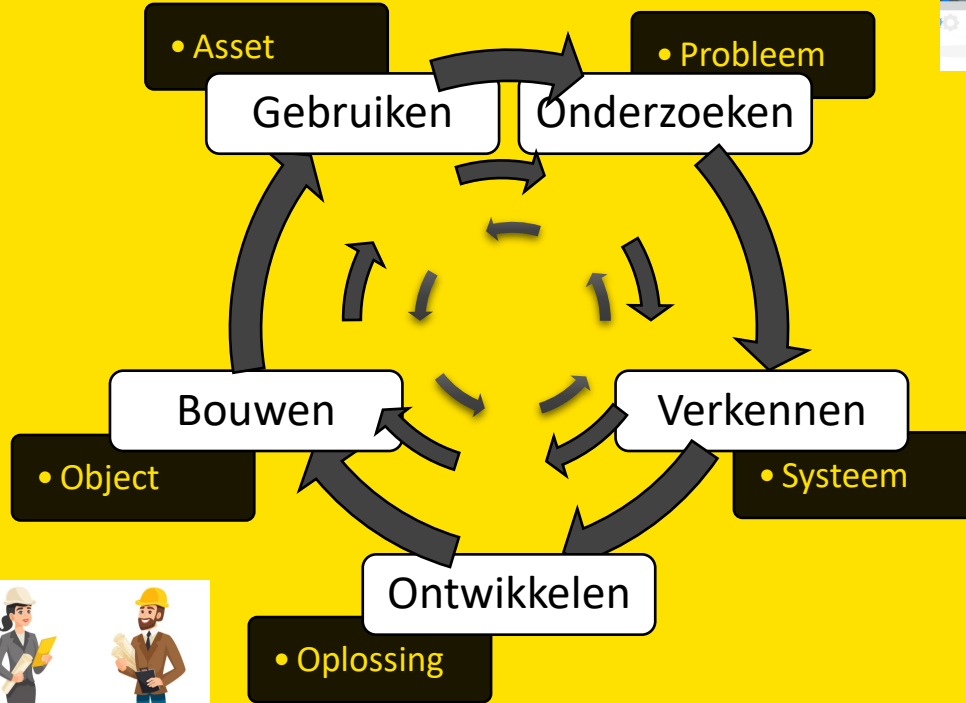 • Asset
Gebruiken
• Probleem
Onderzoeken
Verkennen
• Systeem
Ontwikkelen
• Oplossing
Bouwen
• Object